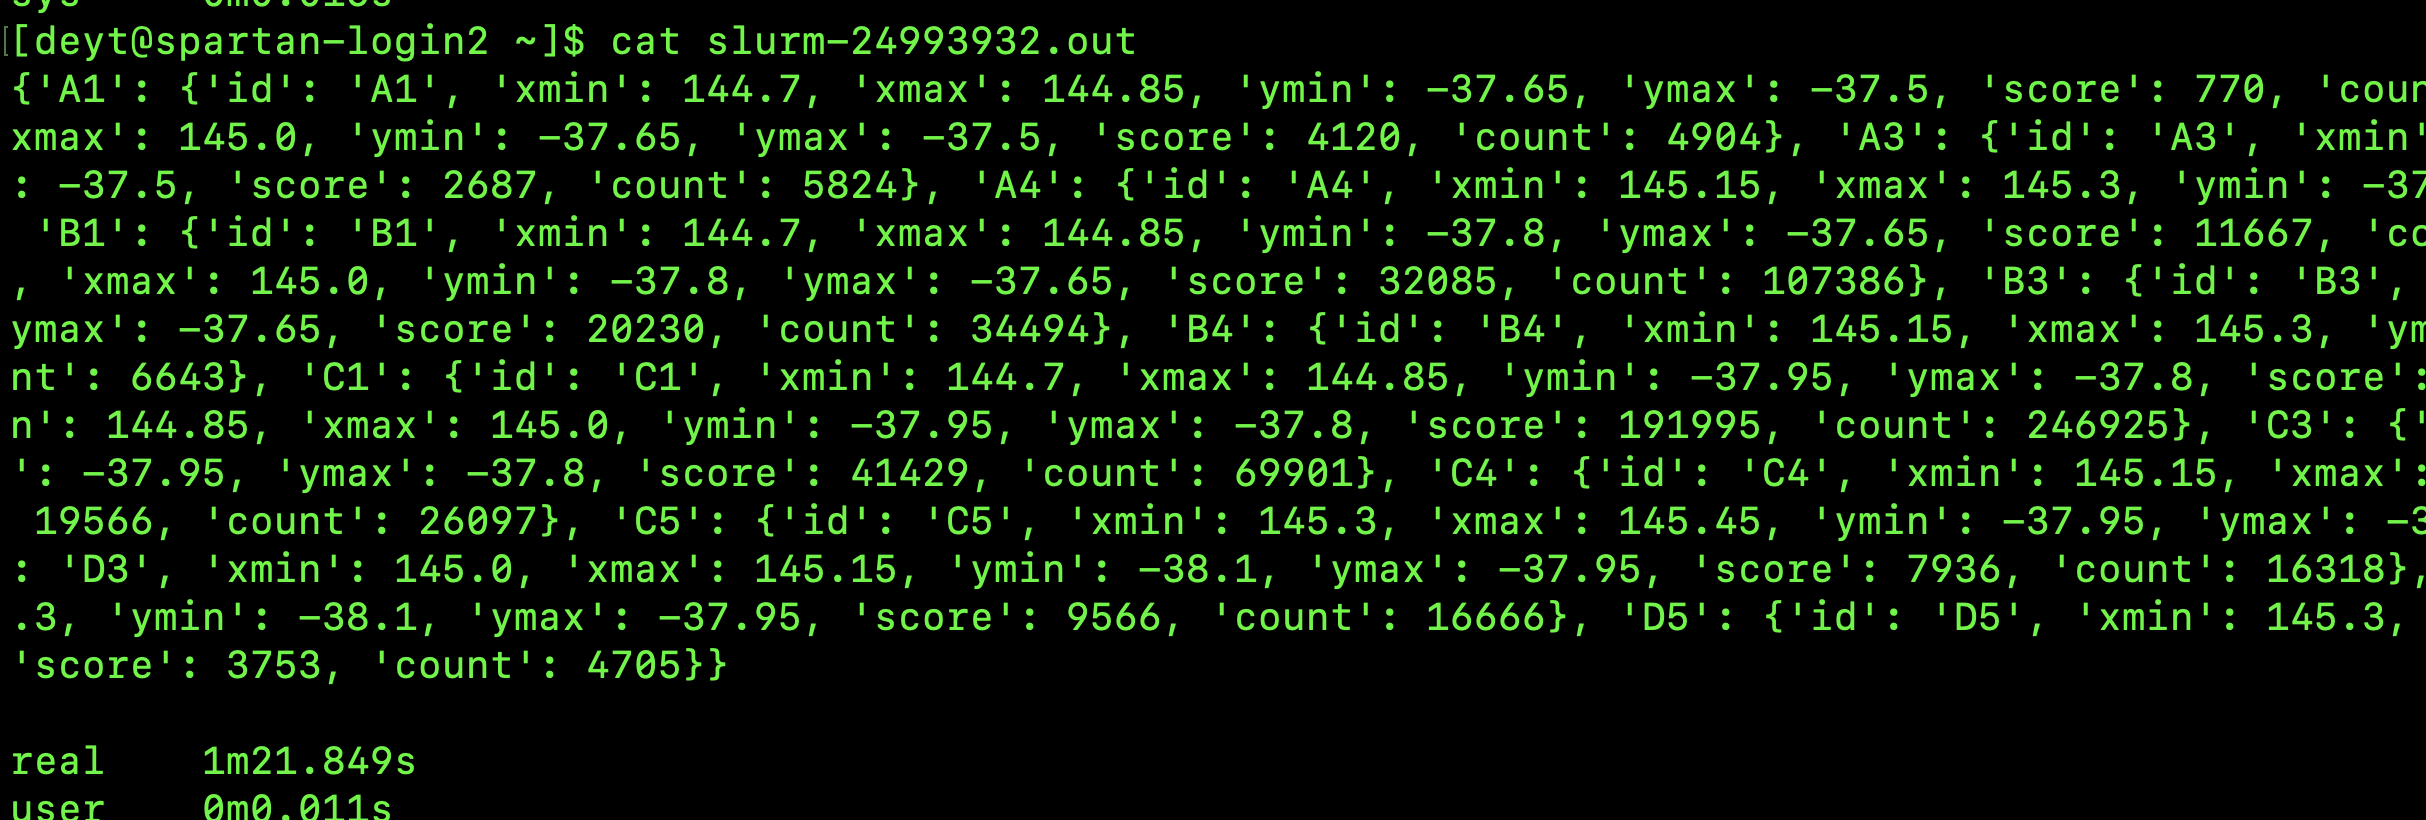 [deyt@spartan-login2 ~]$ cat slurm-24993932.out
{'A1': {'id': 'A1', 'xmin': 144.7, 'xmax': 144.85, 'ymin': -37.65, 'ymax': -37.5, 'score': 770, 'coun
xmax': 145.0, 'ymin': -37.65, 'ymax': -37.5, 'score': 4120, 'count': 4904}, 'A3': {'id': 'A3', 'xmin'
: -37.5, 'score': 2687, 'count': 5824}, 'A4': {'id': 'A4', 'xmin': 145.15, 'xmax': 145.3, 'ymin': -37
'B1': {'id': 'B1', 'xmin': 144.7, 'xmax': 144.85, 'ymin': -37.8, 'ymax': -37.65, 'score': 11667, 'co
, 'xmax': 145.0, 'ymin': -37.8, 'ymax': -37.65, 'score': 32085, 'count': 107386}, 'B3': {'id': 'B3',
ymax': -37.65, 'score': 20230, 'count': 34494}, 'B4': {'id': 'B4', 'xmin': 145.15, 'xmax': 145.3, 'ym
nt': 6643}, 'C1': {'id': 'C1', 'xmin': 144.7, 'xmax': 144.85, 'ymin': -37.95, 'ymax': -37.8, 'score':
n': 144.85, 'xmax': 145.0, 'ymin': -37.95, 'ymax': -37.8, 'score': 191995, 'count': 246925}, 'C3': {'
': -37.95, 'ymax': -37.8, 'score': 41429, 'count': 69901}, 'C4': {'id': 'C4', 'xmin': 145.15, 'xmax':
19566, 'count': 26097}, 'C5': {'id': 'C5', 'xmin': 145.3, 'xmax': 145.45, 'ymin': -37.95, 'ymax': -3
: 'D3', 'xmin': 145.0, 'xmax': 145.15, 'ymin': -38.1, 'ymax': -37.95, 'score': 7936, 'count': 16318},
.3, 'ymin': -38.1, 'ymax': -37.95, 'score': 9566, 'count': 16666}, 'D5': {'id': 'D5', 'xmin': 145.3,
'score': 3753, 'count': 4705}}
real 1m21.849s
user 0m0.011s